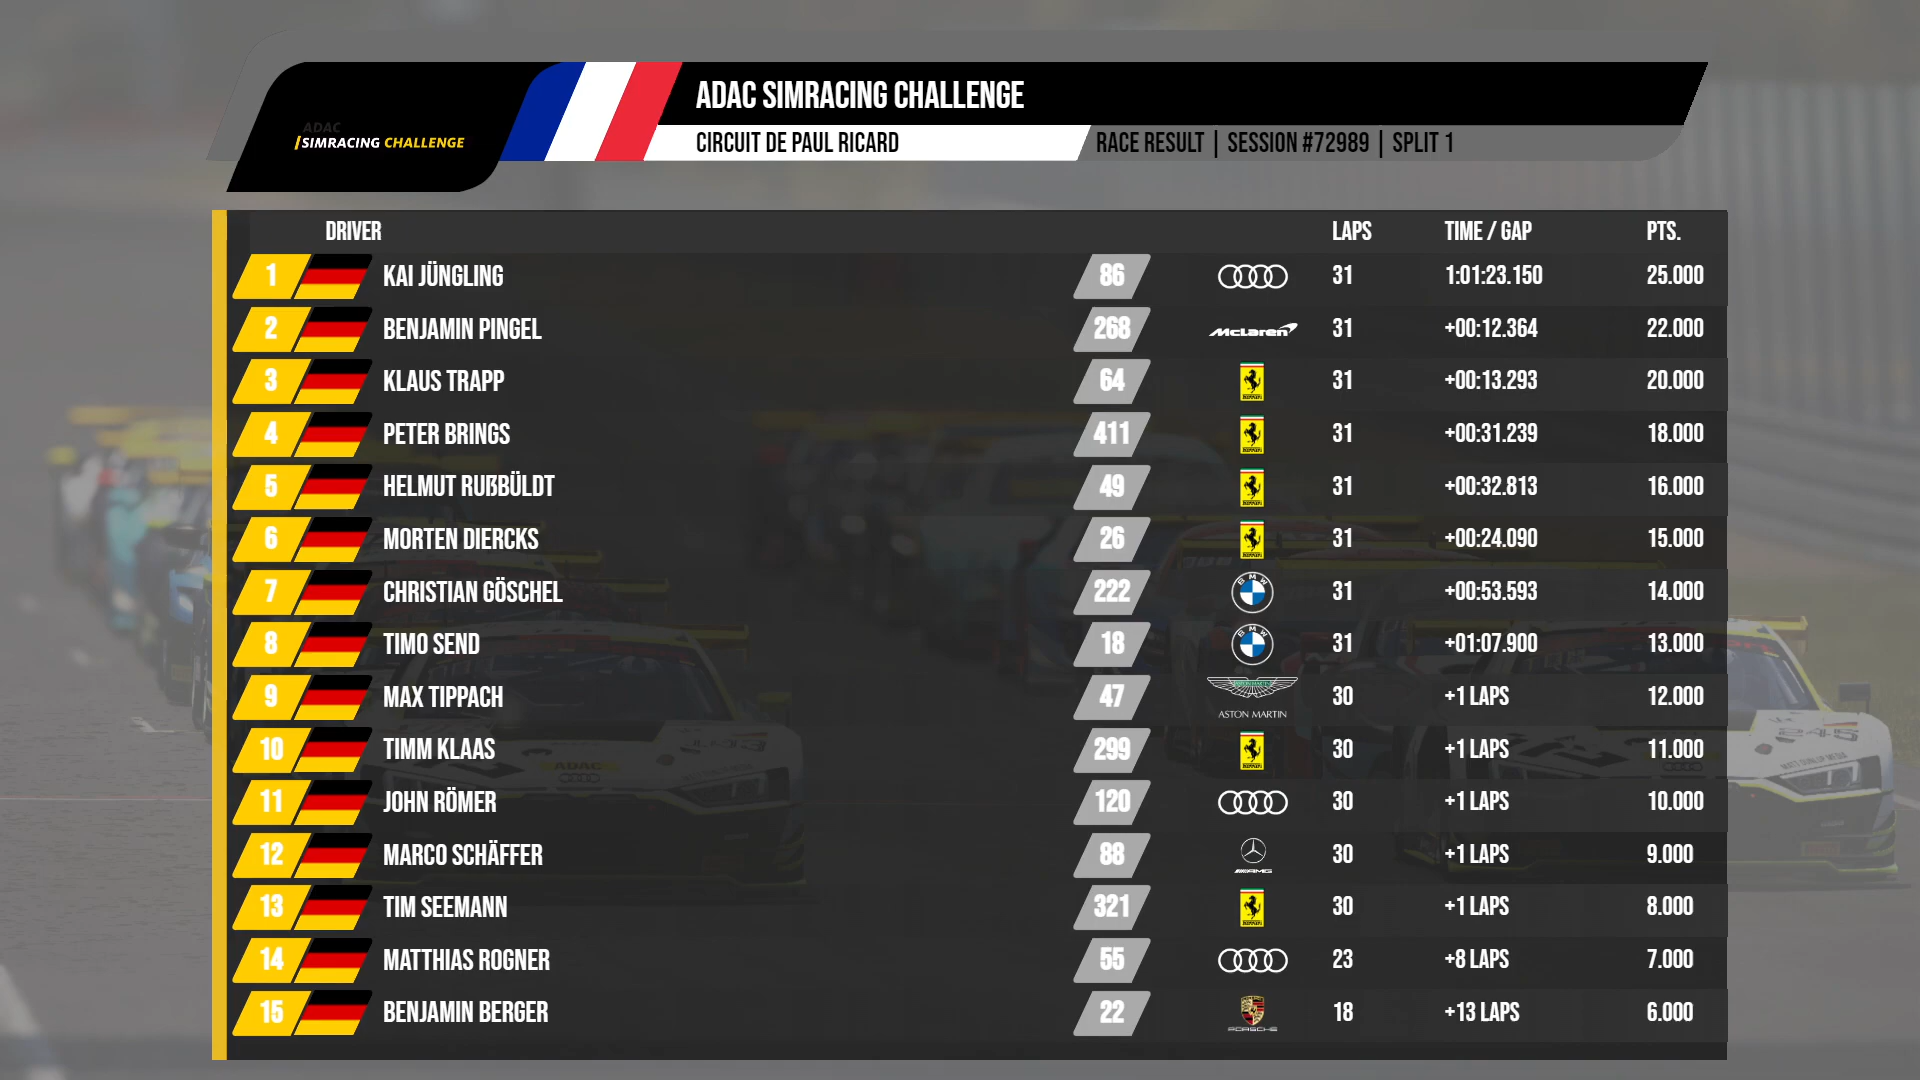 ADAC SIMRACING CHALLENGE
ADAC
SIMRACING CHALLENGE
CIRCUIT DE PAUL RICARD RACE RESULT | SESSION #72989 | SPLIT 1
DRIVER LAPS TIME / GAP PTS.
1 KAI JÜNGLING 86 31 1:01:23.150 25.000
2 BENJAMIN PINGEL 268 McLaren 31 +00:12.364 22.000
3 KLAUS TRAPP 64 31 +00:13.293 20.000
4 PETER BRINGS 411 31 +00:31.239 18.000
5 HELMUT RUßBÜLDT 49 31 +00:32.813 16.000
6 MORTEN DIERCKS 26 31 +00:24.090 15.000
7 CHRISTIAN GÖSCHEL 222 BMW 31 +00:53.593 14.000
8 TIMO SEND 18 BMW 31 +01:07.900 13.000
9 MAX TIPPACH 47 ASTON MARTIN 30 +1 LAPS 12.000
10 TIMM KLAAS 299 30 +1 LAPS 11.000
11 JOHN RÖMER 120 30 +1 LAPS 10.000
12 MARCO SCHÄFFER 88 AMG 30 +1 LAPS 9.000
13 TIM SEEMANN 321 30 +1 LAPS 8.000
14 MATTHIAS ROGNER 55 23 +8 LAPS 7.000
15 BENJAMIN BERGER 22 PORSCHE 18 +13 LAPS 6.000